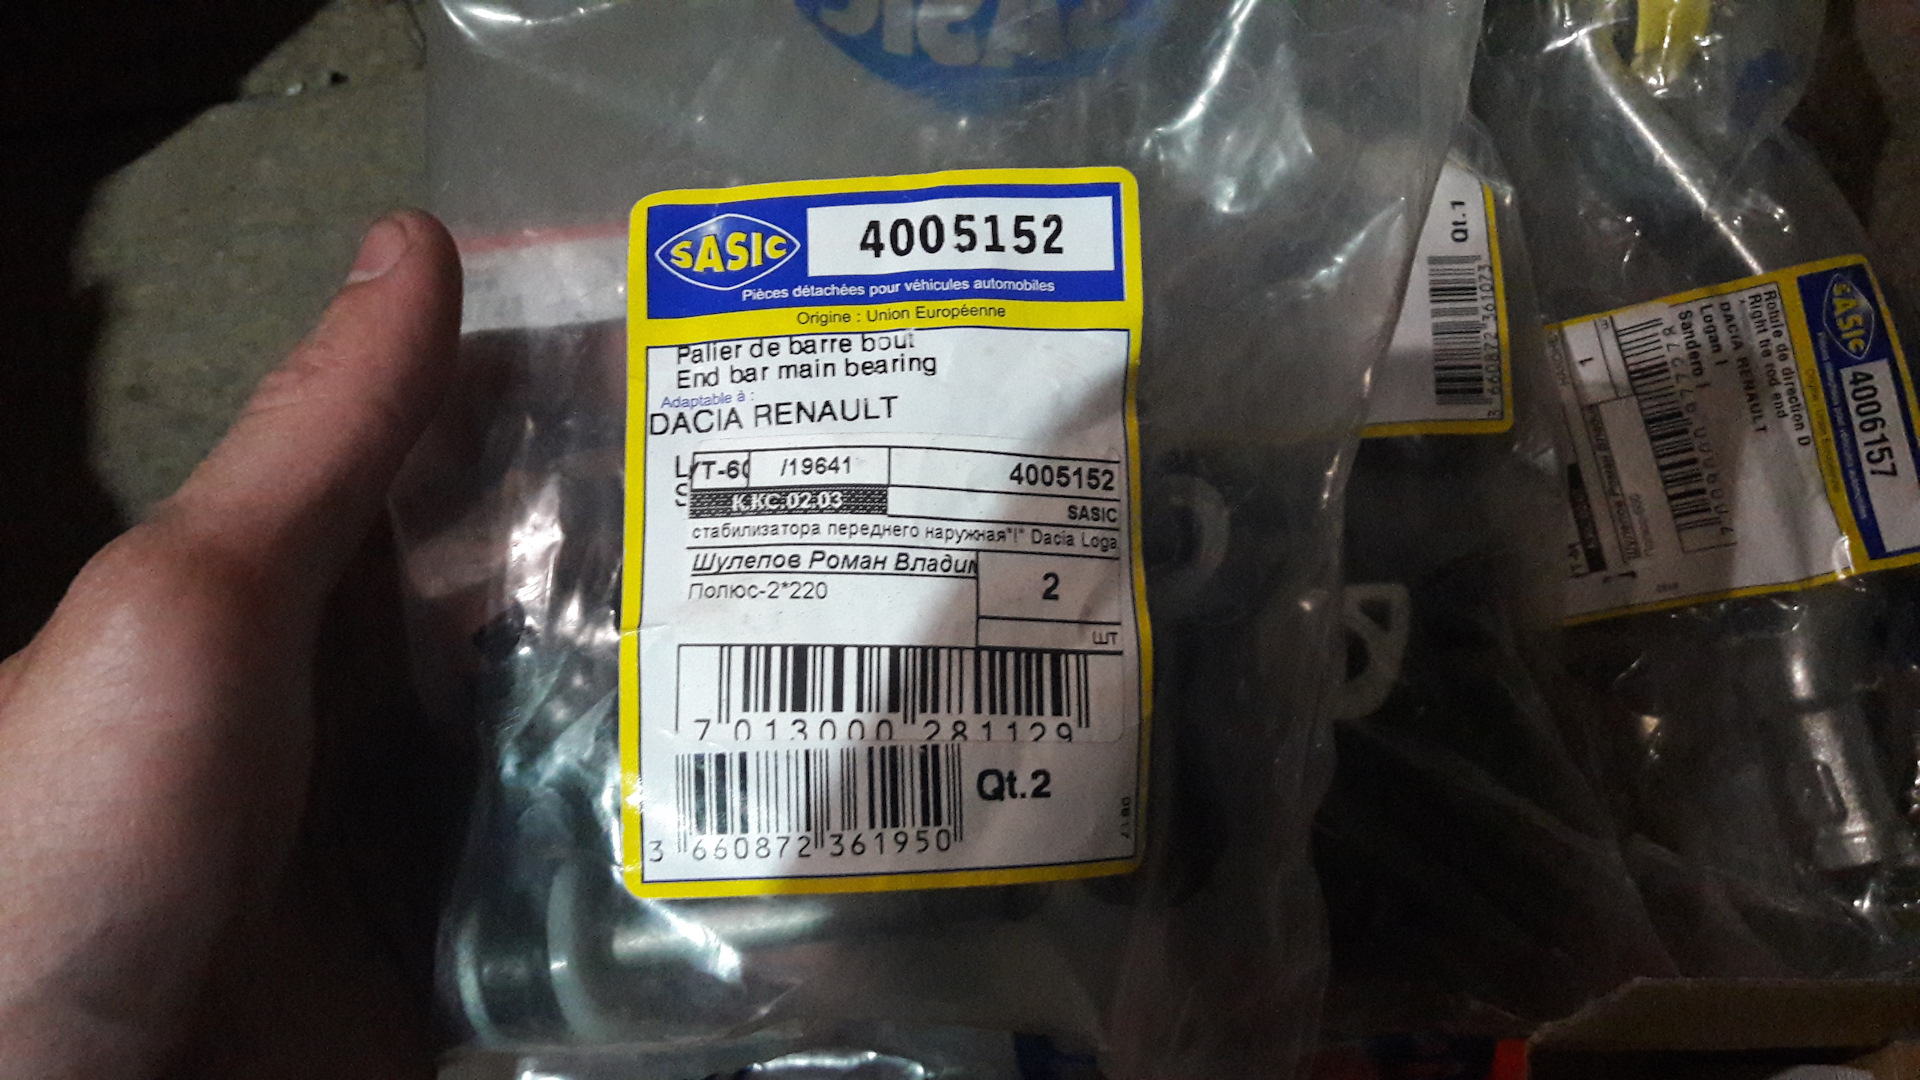 SASIC
4005152
Pièces détachées pour véhicules automobiles
Origine : Union Européenne
Palier de barre bout
End bar main bearing
Adaptable à :
DACIA RENAULT
/19641
4005152
K.KC.02.03
SASIC
стабилизатора переднего наружная"!" Dacia Loga
Шулепов Роман Влади
Полюс-2*220
2
шт
7 013000 281129
Qt.2
3 660872 361950
Qt.1
3 660872 361073
SASIC
4006157
Rotule de direction D
Right tie rod end
DACIA RENAULT
Logan I
Sandero I
1